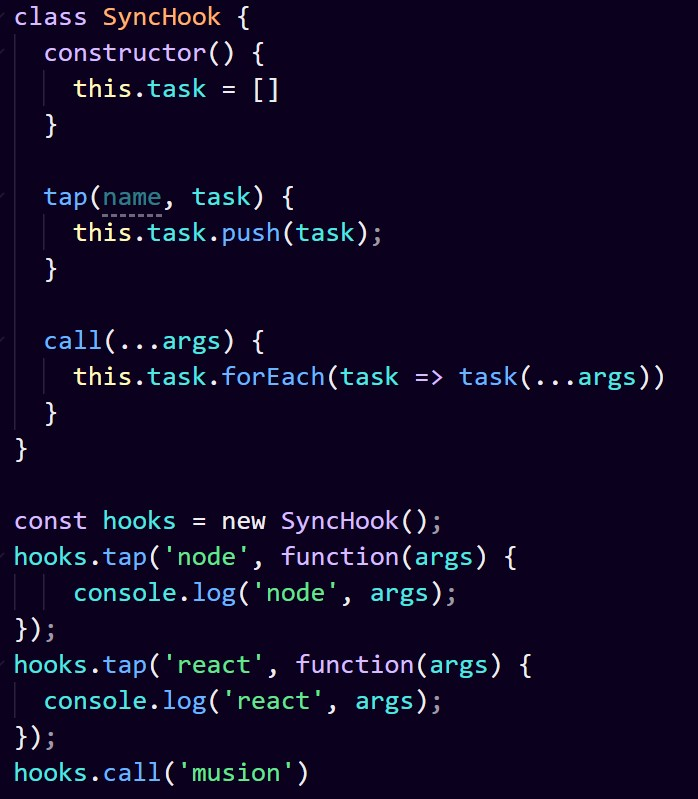 class SyncHook {
  constructor() {
    this.task = []
  }

  tap(name, task) {
    this.task.push(task);
  }

  call(...args) {
    this.task.forEach(task => task(...args))
  }
}

const hooks = new SyncHook();
hooks.tap('node', function(args) {
    console.log('node', args);
});
hooks.tap('react', function(args) {
  console.log('react', args);
});
hooks.call('musion')